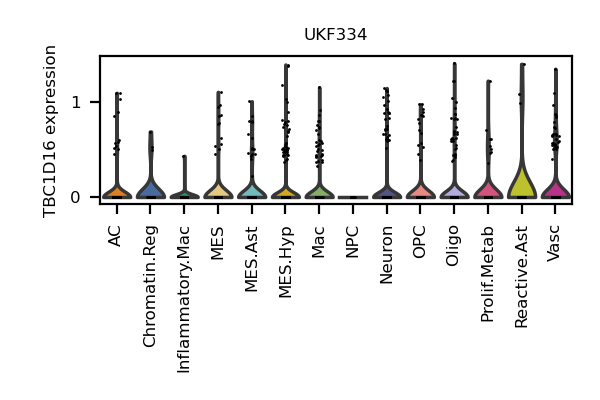 UKF334
TBC1D16 expression
1
0
AC
Chromatin.Reg
Inflammatory.Mac
MES
MES.Ast
MES.Hyp
Mac
NPC
Neuron
OPC
Oligo
Prolif.Metab
Reactive.Ast
Vasc